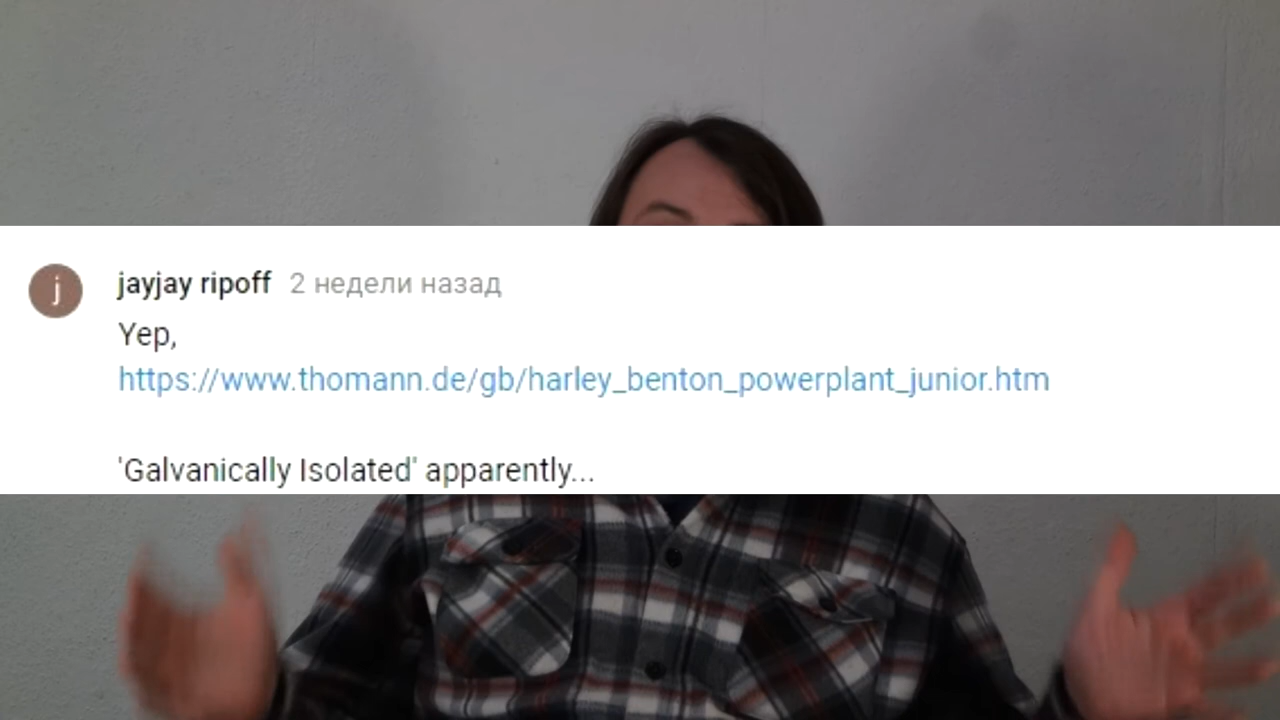 j
jayjay ripoff 2 недели назад
Yep,
https://www.thomann.de/gb/harley_benton_powerplant_junior.htm
'Galvanically Isolated' apparently...